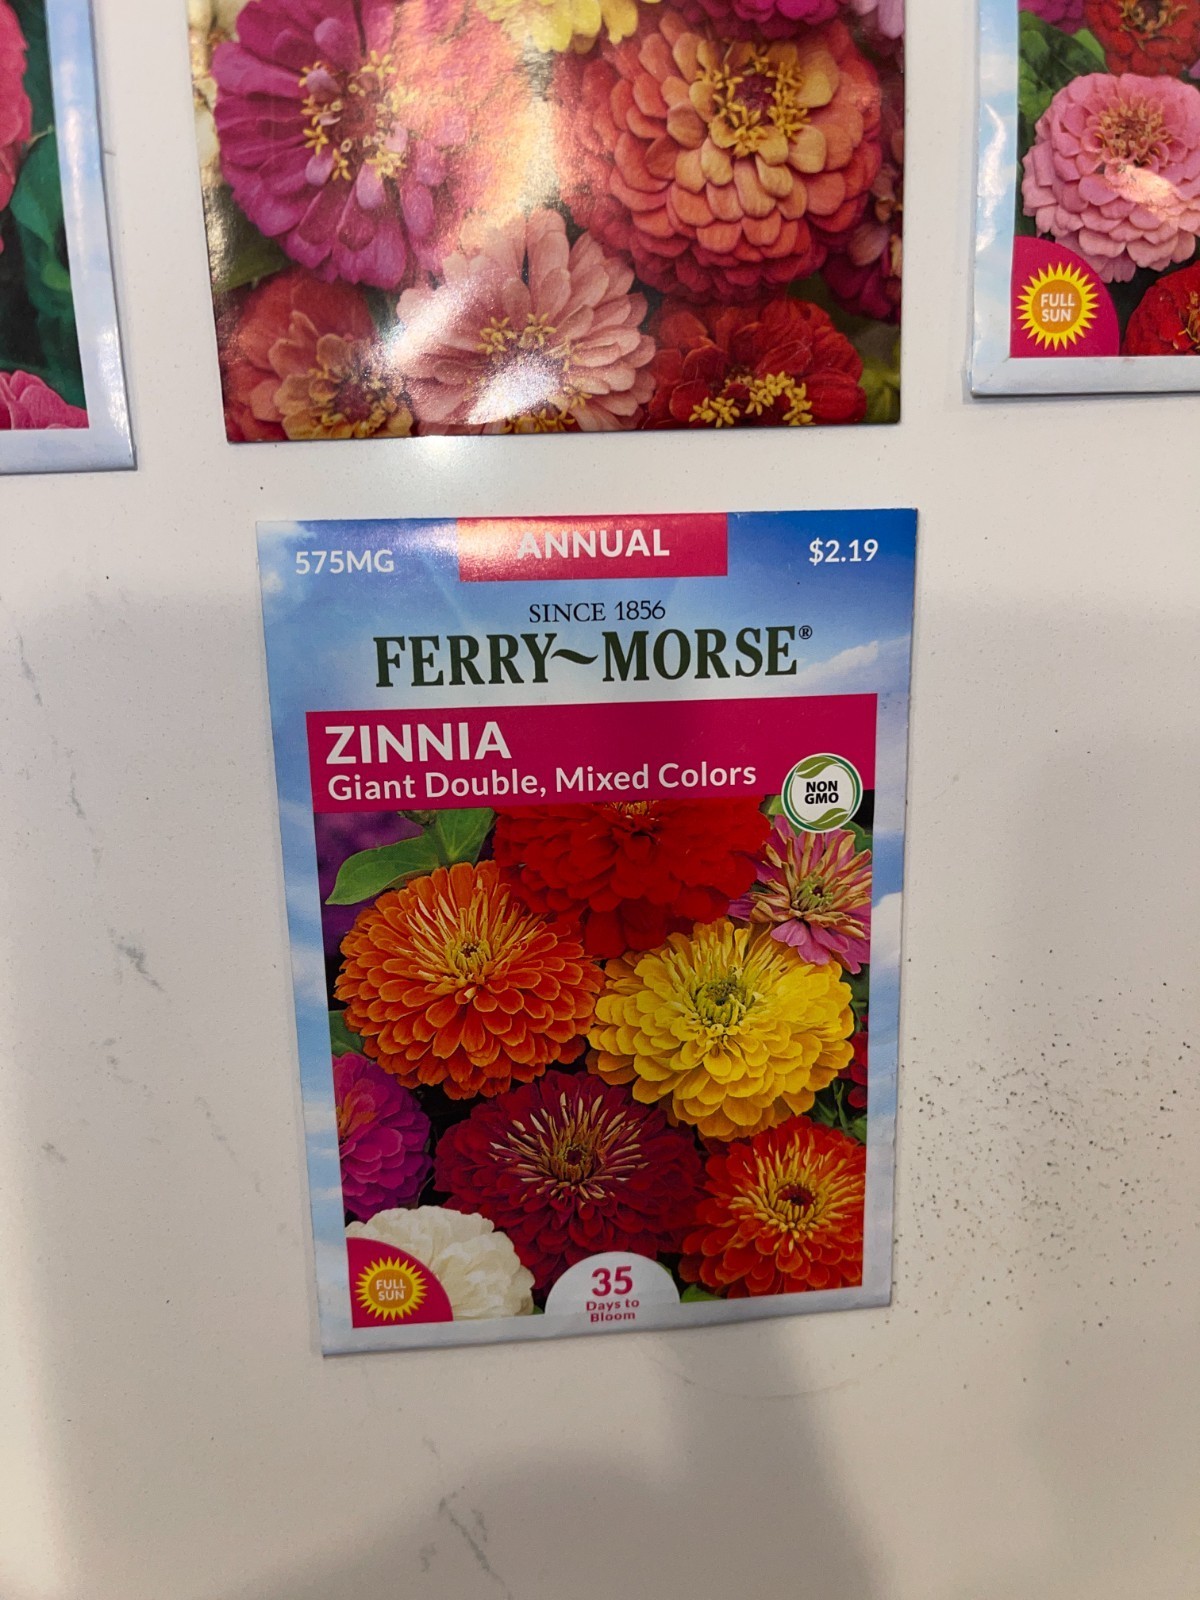 FULL
SUN
575MG
ANNUAL
$2.19
SINCE 1856
FERRY~MORSE®
ZINNIA
Giant Double, Mixed Colors
NON
GMO
FULL
SUN
35
Days to
Bloom